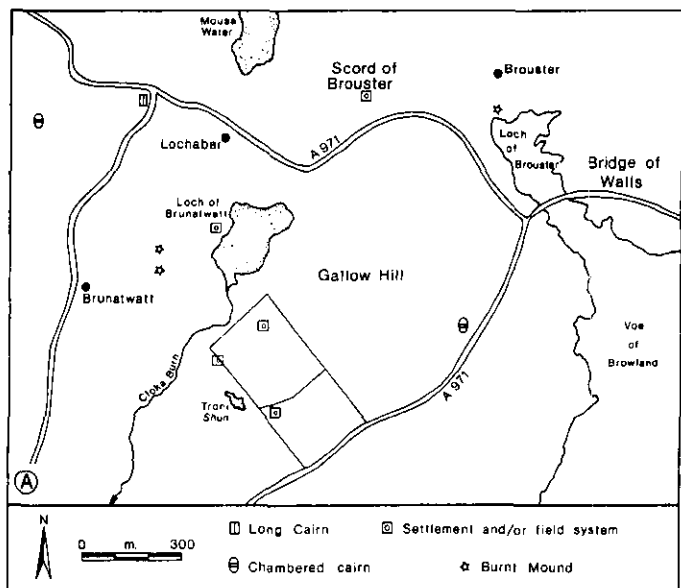 Mousa
Water
Scord of
Brouster
Brouster
Loch
of
Brouster
Bridge of
Walls
Lochabar
A 971
Loch of
Brunatwatt
Gallow Hill
Brunatwatt
Voe
of
Browland
Cloka Burn
Shun
A 971
A
N
0 m. 300
Long Cairn
Settlement and/or field system
Chambered cairn
Burnt Mound